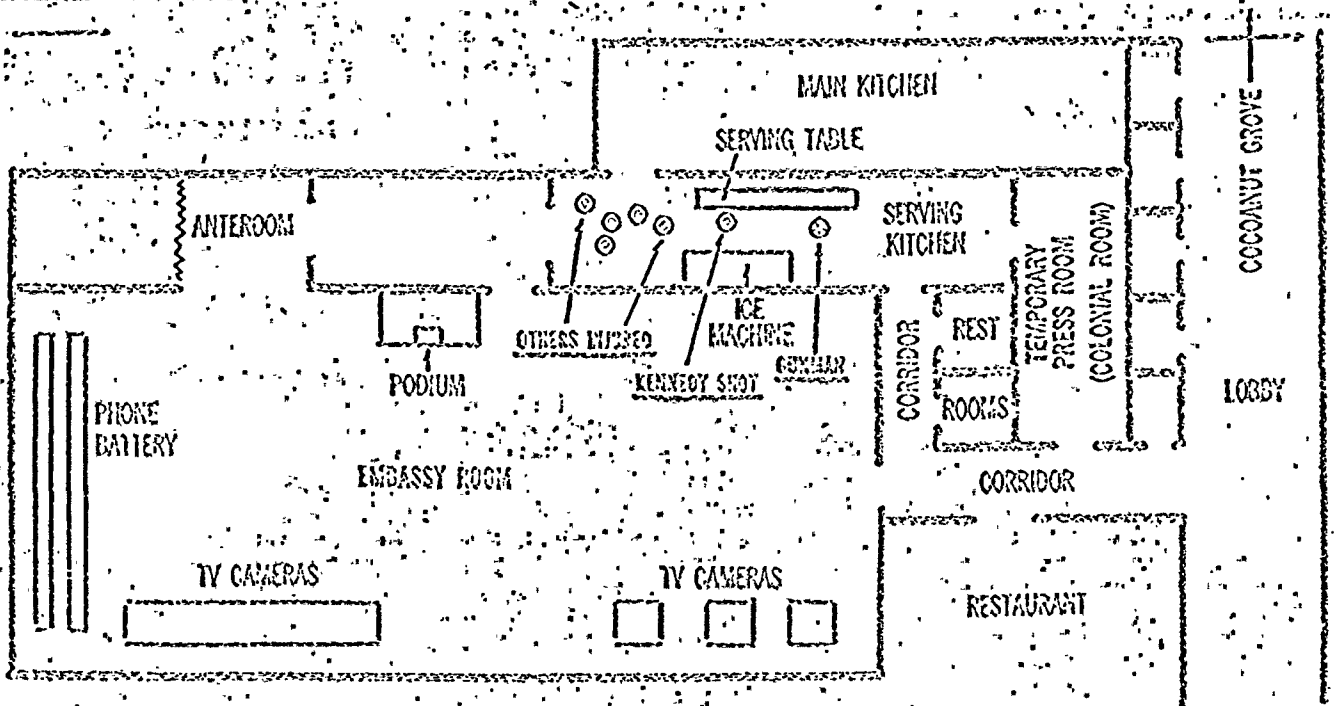 MAIN KITCHEN
SERVING TABLE
COCOANUT GROVE
ANTEROOM
SERVING
KITCHEN
TEMPORARY
PRESS ROOM
(COLONIAL ROOM)
ICE
MACHINE
OTHERS INJURED
KENNEDY SHOT
GUNMAN
CORRIDOR
REST
ROOMS
PODIUM
LOBBY
PHONE
BATTERY
EMBASSY ROOM
CORRIDOR
TV CAMERAS
TV CAMERAS
RESTAURANT